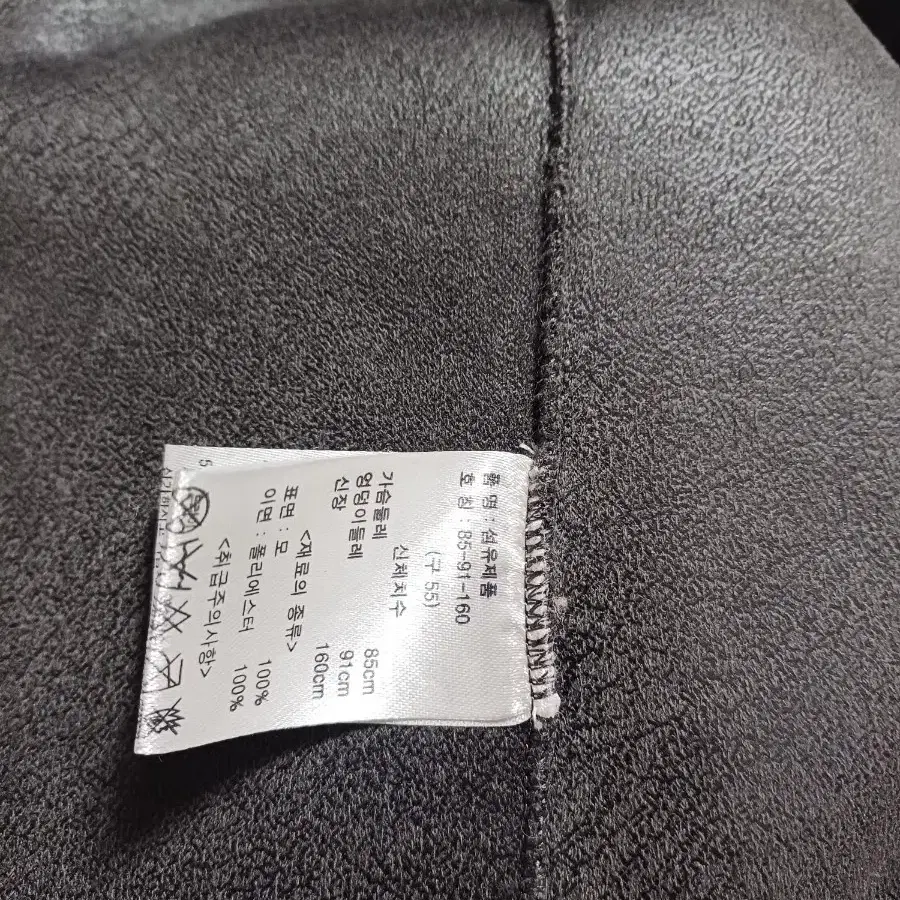 품명 : 섬유제품
호칭 : 85-91-160
(구 55)
신체치수
가슴둘레 85cm
엉덩이둘레 91cm
신장 160cm
<재료의 종류>
표면 : 모 100%
이면 : 폴리에스터 100%
<취급주의사항>
5